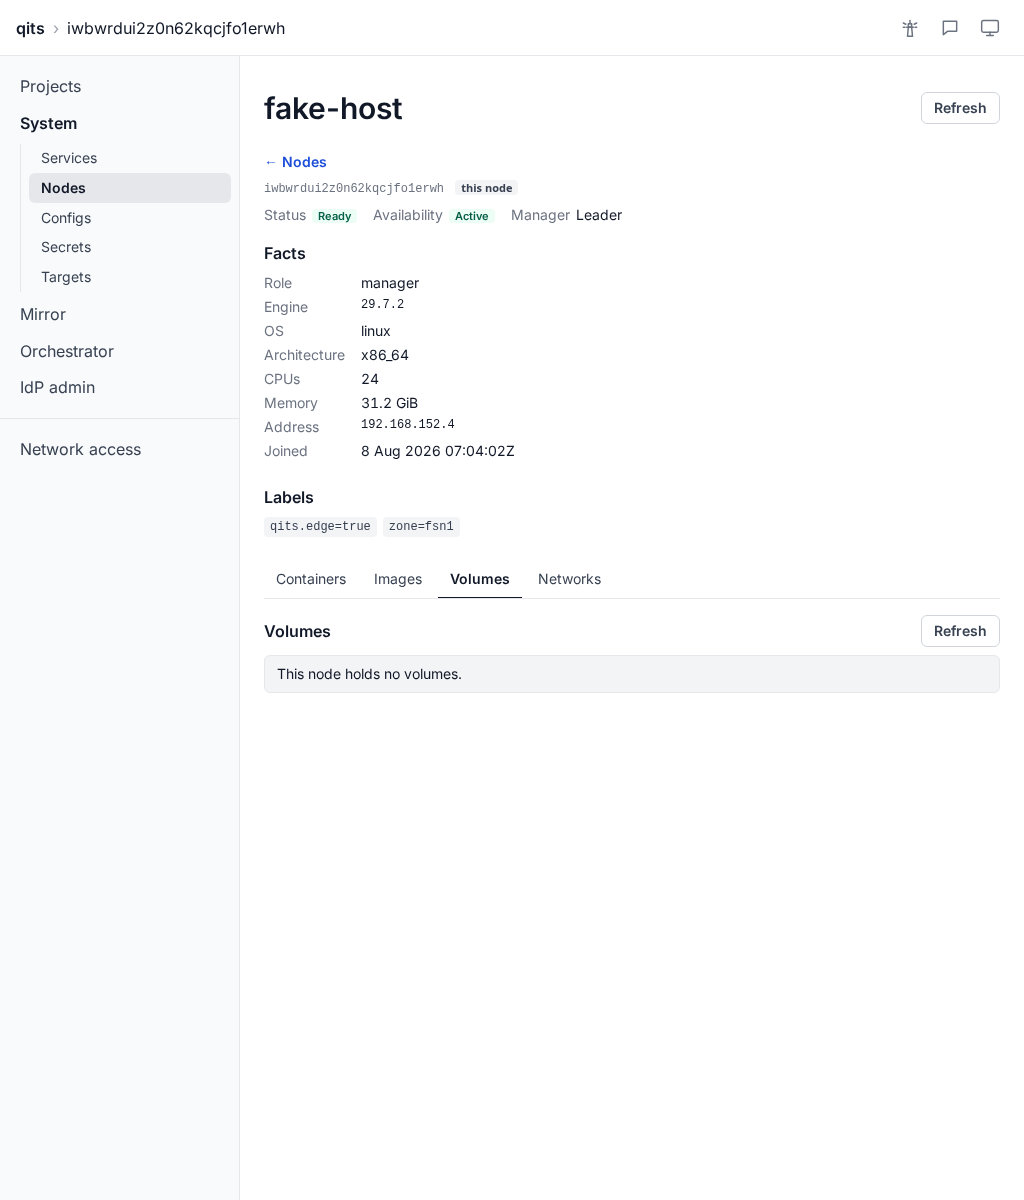 qits › iwbwrdui2z0n62kqcjfo1erwh
Projects
System
Services
Nodes
Configs
Secrets
Targets
Mirror
Orchestrator
IdP admin
Network access
fake-host
Refresh
← Nodes
iwbwrdui2z0n62kqcjfo1erwh this node
Status Ready Availability Active Manager Leader
Facts
Role manager
Engine 29.7.2
OS linux
Architecture x86_64
CPUs 24
Memory 31.2 GiB
Address 192.168.152.4
Joined 8 Aug 2026 07:04:02Z
Labels
qits.edge=true zone=fsn1
Containers Images Volumes Networks
Volumes
Refresh
This node holds no volumes.